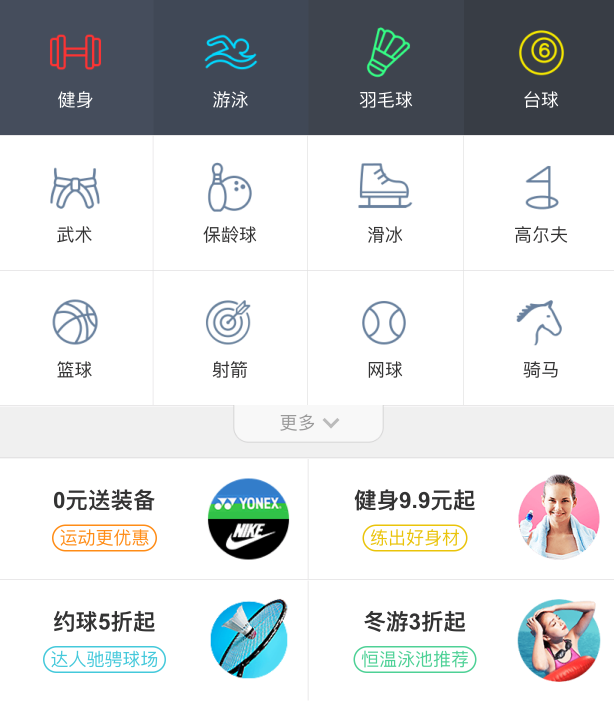 6
健身
游泳
羽毛球
台球
武术
保龄球
滑冰
高尔夫
篮球
射箭
网球
骑马
更多
0元送装备
运动更优惠
YONEX
NIKE
健身9.9元起
练出好身材
约球5折起
达人驰骋球场
冬游3折起
恒温泳池推荐